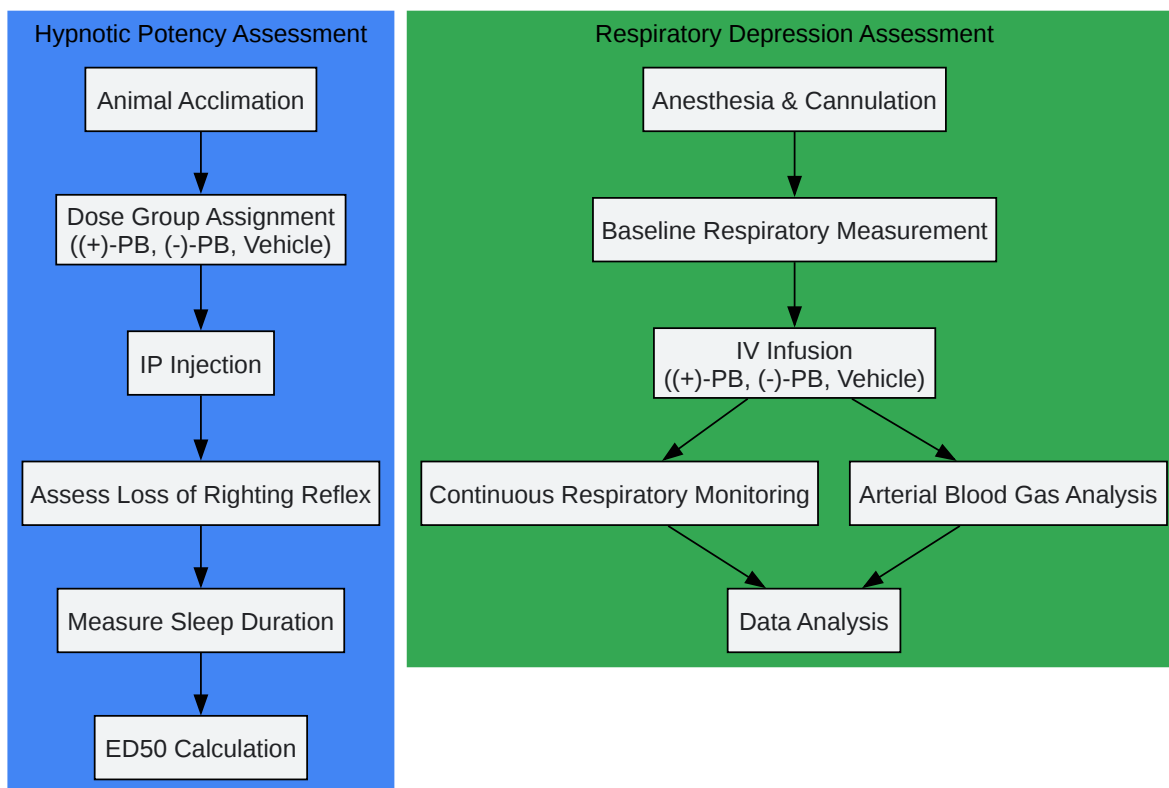 Hypnotic Potency Assessment
Animal Acclimation
Dose Group Assignment
((+)-PB, (-)-PB, Vehicle)
IP Injection
Assess Loss of Righting Reflex
Measure Sleep Duration
ED50 Calculation
Respiratory Depression Assessment
Anesthesia & Cannulation
Baseline Respiratory Measurement
IV Infusion
((+)-PB, (-)-PB, Vehicle)
Continuous Respiratory Monitoring
Arterial Blood Gas Analysis
Data Analysis